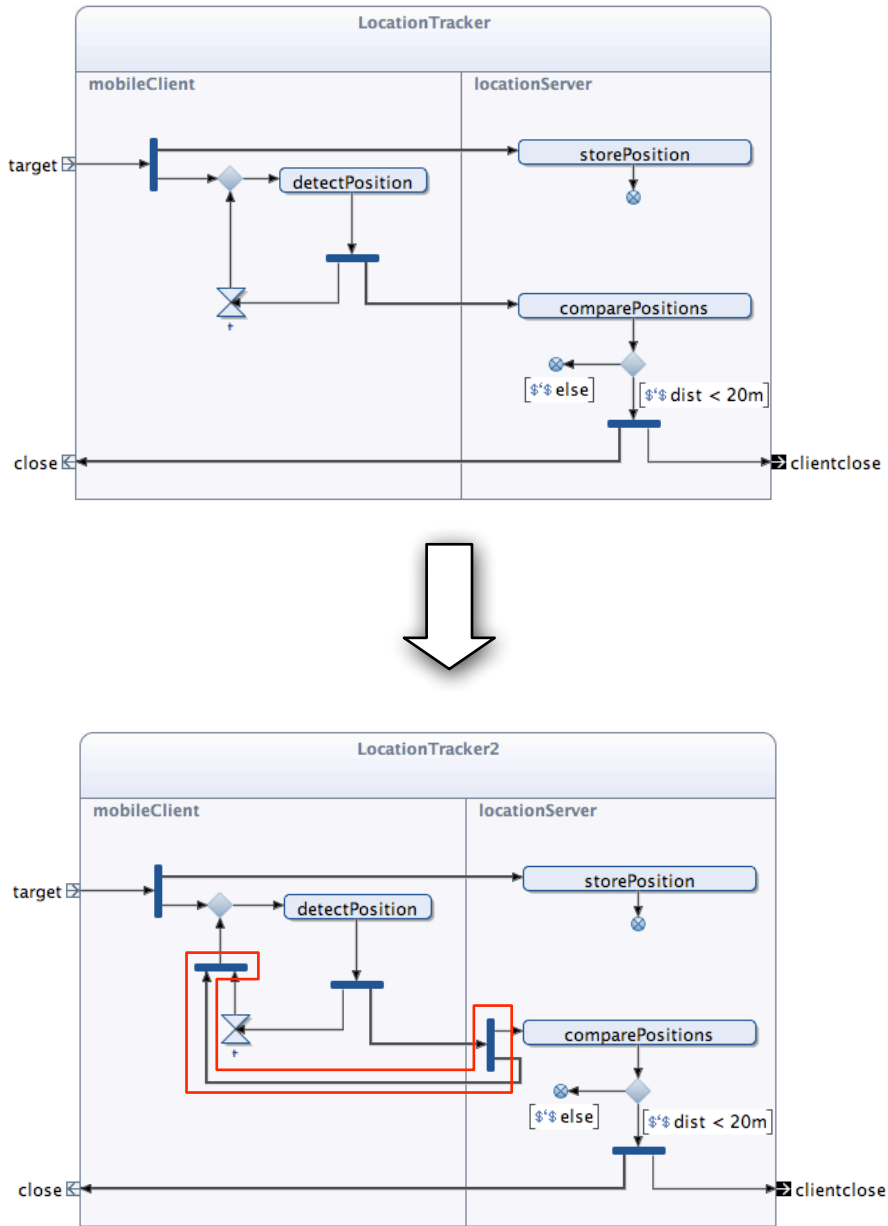 LocationTracker
mobileClient
locationServer
target
storePosition
detectPosition
comparePositions
t
[$‘$ else]
[$‘$ dist < 20m]
close
clientclose
LocationTracker2
mobileClient
locationServer
target
storePosition
detectPosition
comparePositions
t
[$‘$ else]
[$‘$ dist < 20m]
close
clientclose